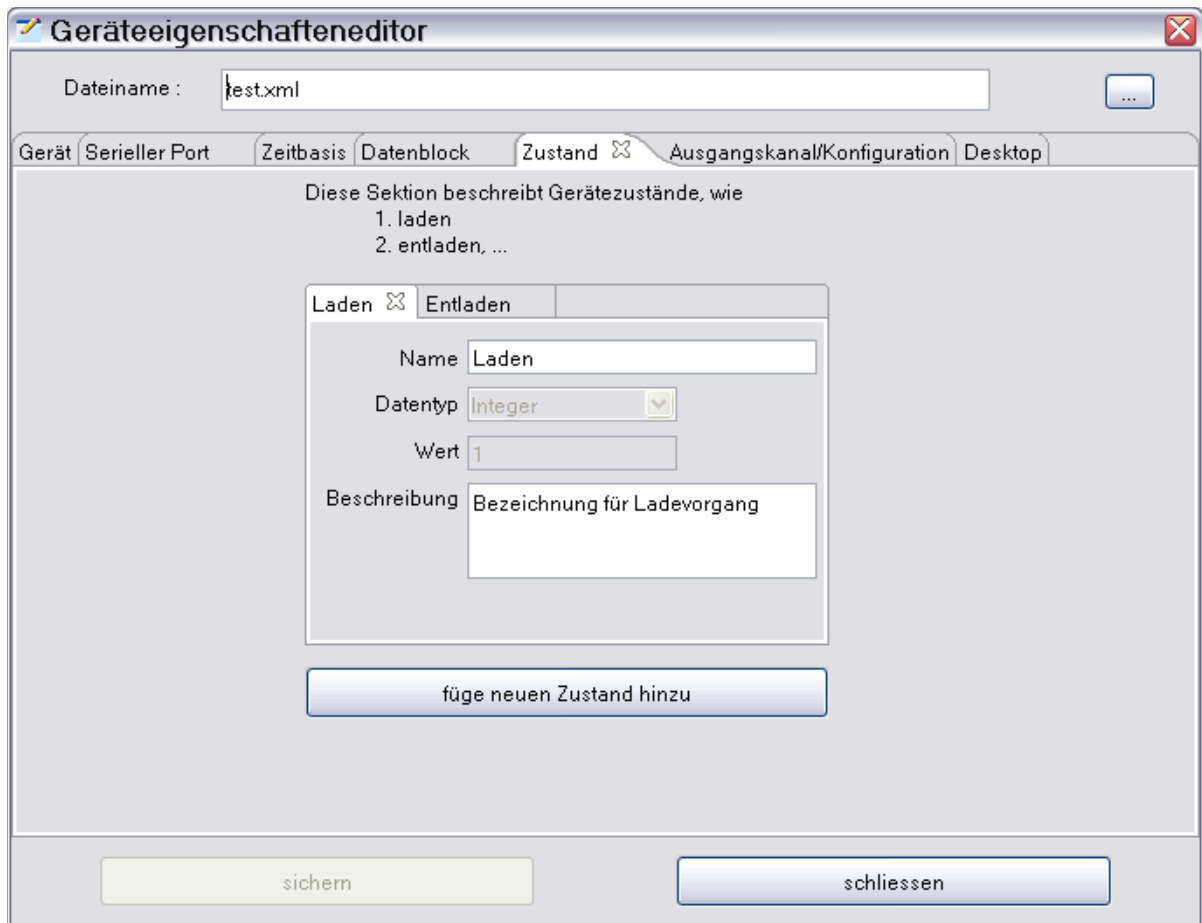 Geräteeigenschafteneditor
Dateiname :
test.xml
...
Gerät Serieller Port Zeitbasis Datenblock Zustand Ausgangskanal/Konfiguration Desktop
Diese Sektion beschreibt Gerätezustände, wie
1. laden
2. entladen, ...
Laden Entladen
Name Laden
Datentyp Integer
Wert 1
Beschreibung Bezeichnung für Ladevorgang
füge neuen Zustand hinzu
sichern schliessen